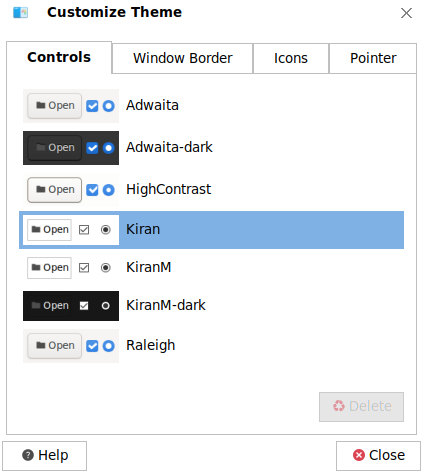 Customize Theme
Controls Window Border Icons Pointer
Open Adwaita
Open Adwaita-dark
Open HighContrast
Open Kiran
Open KiranM
Open KiranM-dark
Open Raleigh
Delete
Help Close